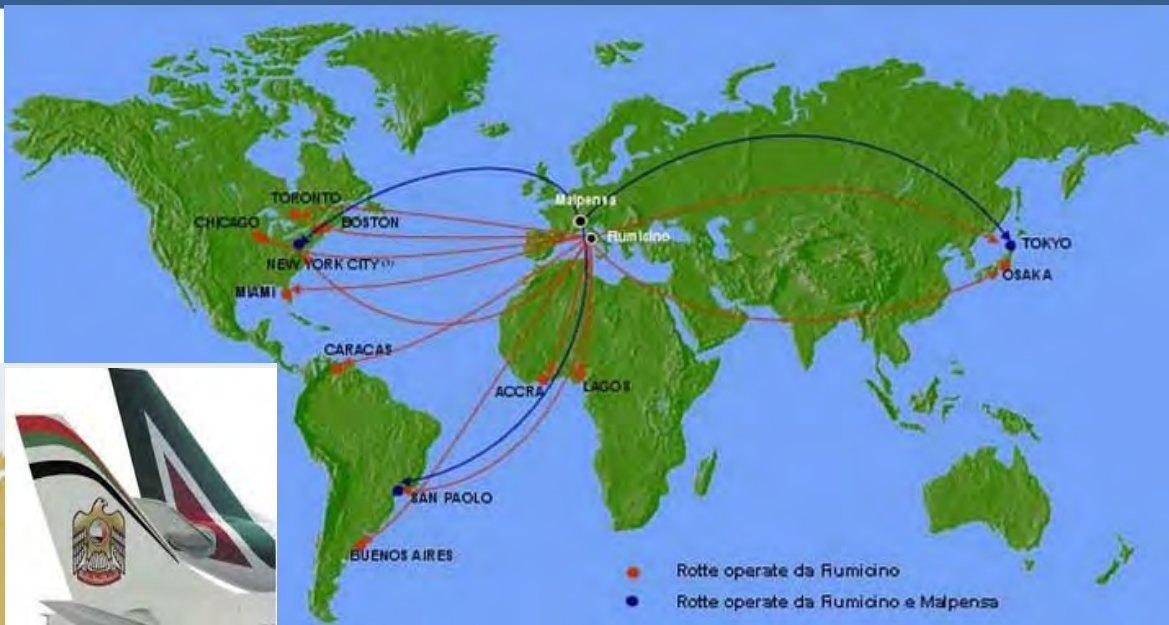 Malpensa
TORONTO
CHICAGO
BOSTON
Fiumicino
TOKYO
NEW YORK CITY (1)
OSAKA
MIAMI
CARACAS
ACCRA
LAGOS
SAN PAOLO
BUENOS AIRES
Rotte operate da Fiumicino
Rotte operate da Fiumicino e Malpensa